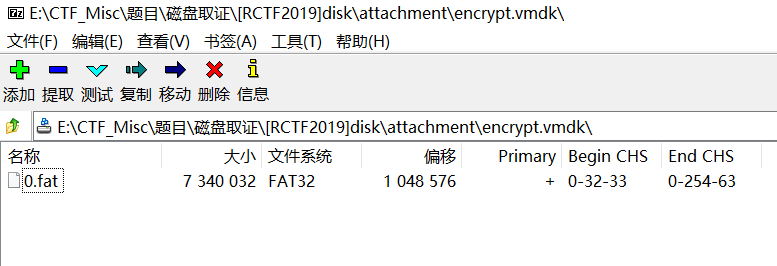 7z E:\CTF_Misc\题目\磁盘取证\[RCTF2019]disk\attachment\encrypt.vmdk\
文件(F) 编辑(E) 查看(V) 书签(A) 工具(T) 帮助(H)
添加 提取 测试 复制 移动 删除 信息
E:\CTF_Misc\题目\磁盘取证\[RCTF2019]disk\attachment\encrypt.vmdk\
名称 大小 文件系统 偏移 Primary Begin CHS End CHS
0.fat 7 340 032 FAT32 1 048 576 + 0-32-33 0-254-63